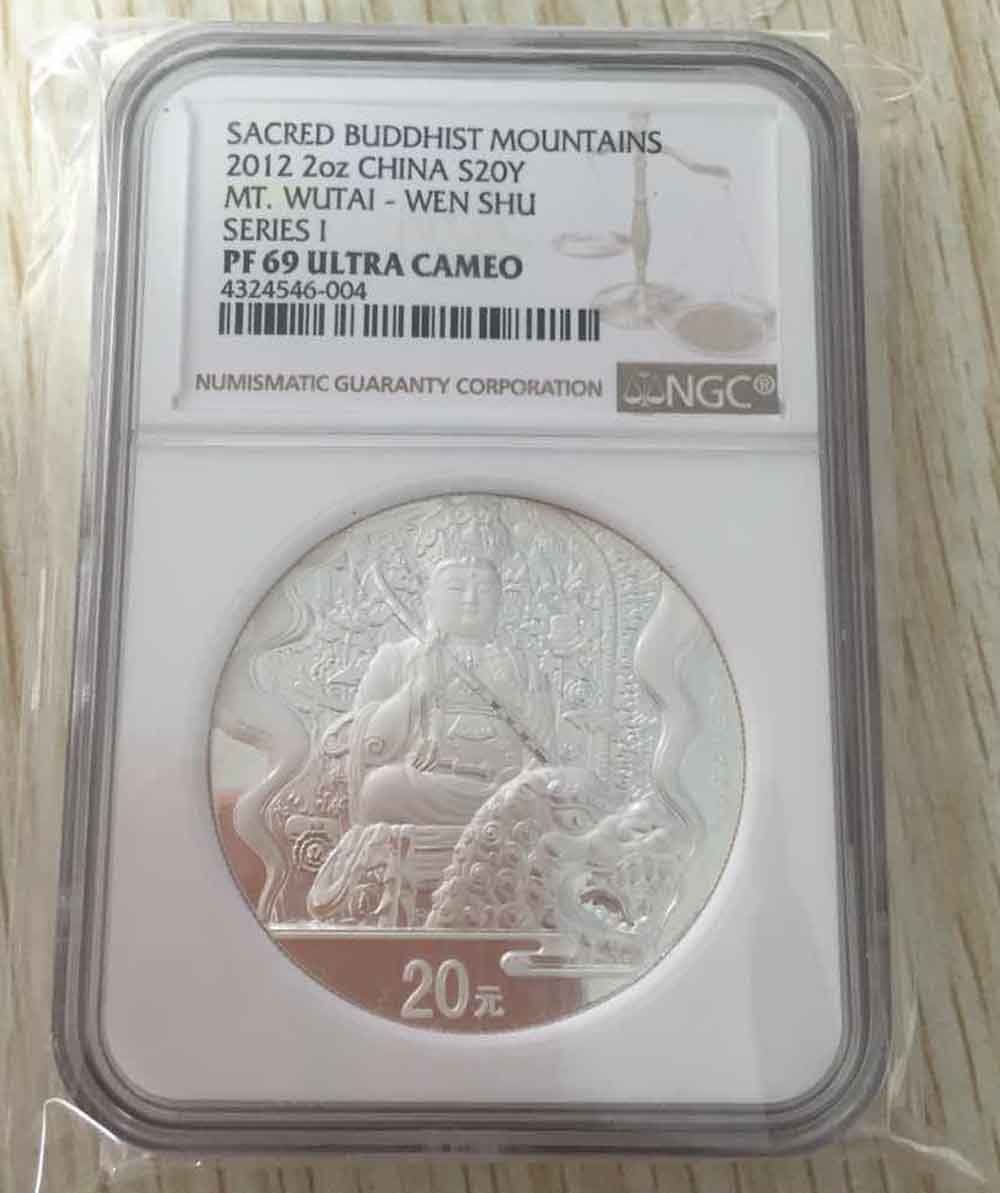 SACRED BUDDHIST MOUNTAINS
2012 2oz CHINA S20Y
MT. WUTAI - WEN SHU
SERIES I
PF 69 ULTRA CAMEO
4324546-004
NUMISMATIC GUARANTY CORPORATION
NGC®
20元